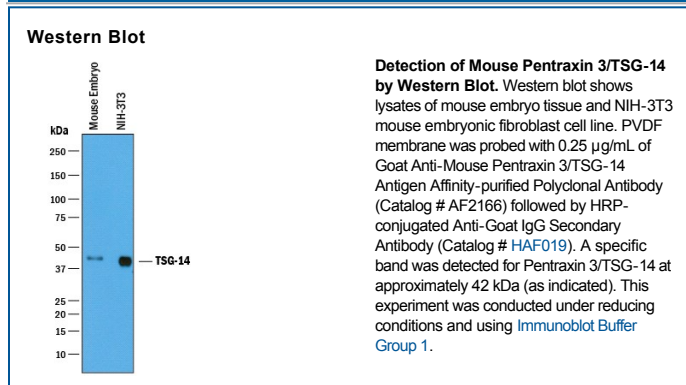 Western Blot
Mouse Embryo
NIH-3T3
kDa
250
150
100
75
50
37
25
20
15
10
TSG-14
Detection of Mouse Pentraxin 3/TSG-14
by Western Blot. Western blot shows
lysates of mouse embryo tissue and NIH-3T3
mouse embryonic fibroblast cell line. PVDF
membrane was probed with 0.25 µg/mL of
Goat Anti-Mouse Pentraxin 3/TSG-14
Antigen Affinity-purified Polyclonal Antibody
(Catalog # AF2166) followed by HRP-
conjugated Anti-Goat IgG Secondary
Antibody (Catalog # HAF019). A specific
band was detected for Pentraxin 3/TSG-14 at
approximately 42 kDa (as indicated). This
experiment was conducted under reducing
conditions and using Immunoblot Buffer
Group 1.